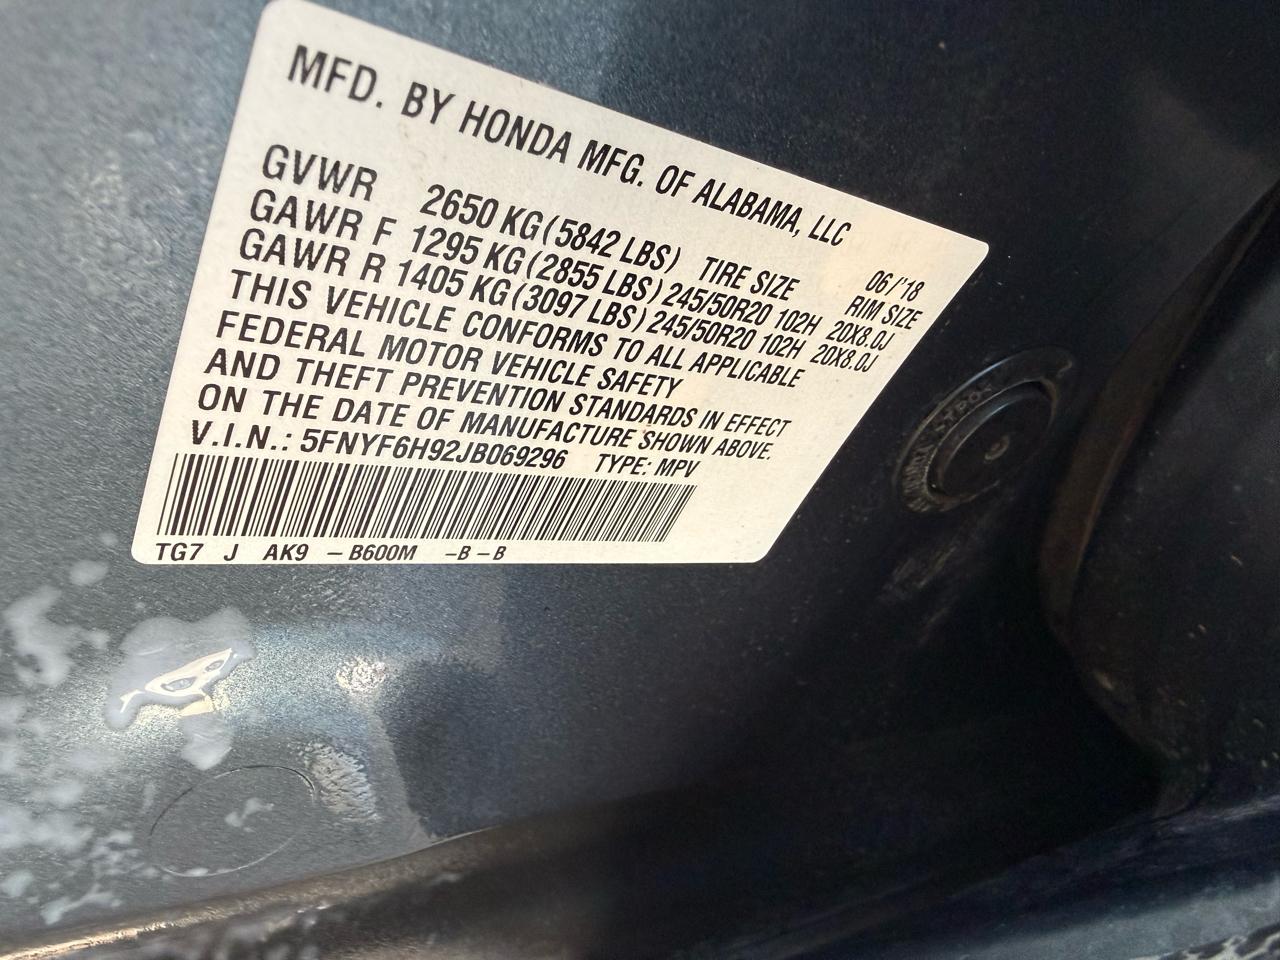 MFD. BY HONDA MFG. OF ALABAMA, LLC
06/'18
GVWR 2650 KG (5842 LBS) TIRE SIZE RIM SIZE
GAWR F 1295 KG (2855 LBS) 245/50R20 102H 20X8.0J
GAWR R 1405 KG (3097 LBS) 245/50R20 102H 20X8.0J
THIS VEHICLE CONFORMS TO ALL APPLICABLE
FEDERAL MOTOR VEHICLE SAFETY
AND THEFT PREVENTION STANDARDS IN EFFECT
ON THE DATE OF MANUFACTURE SHOWN ABOVE.
V.I.N.: 5FNYF6H92JB069296 TYPE: MPV
TG7 J AK9 – B600M –B – B